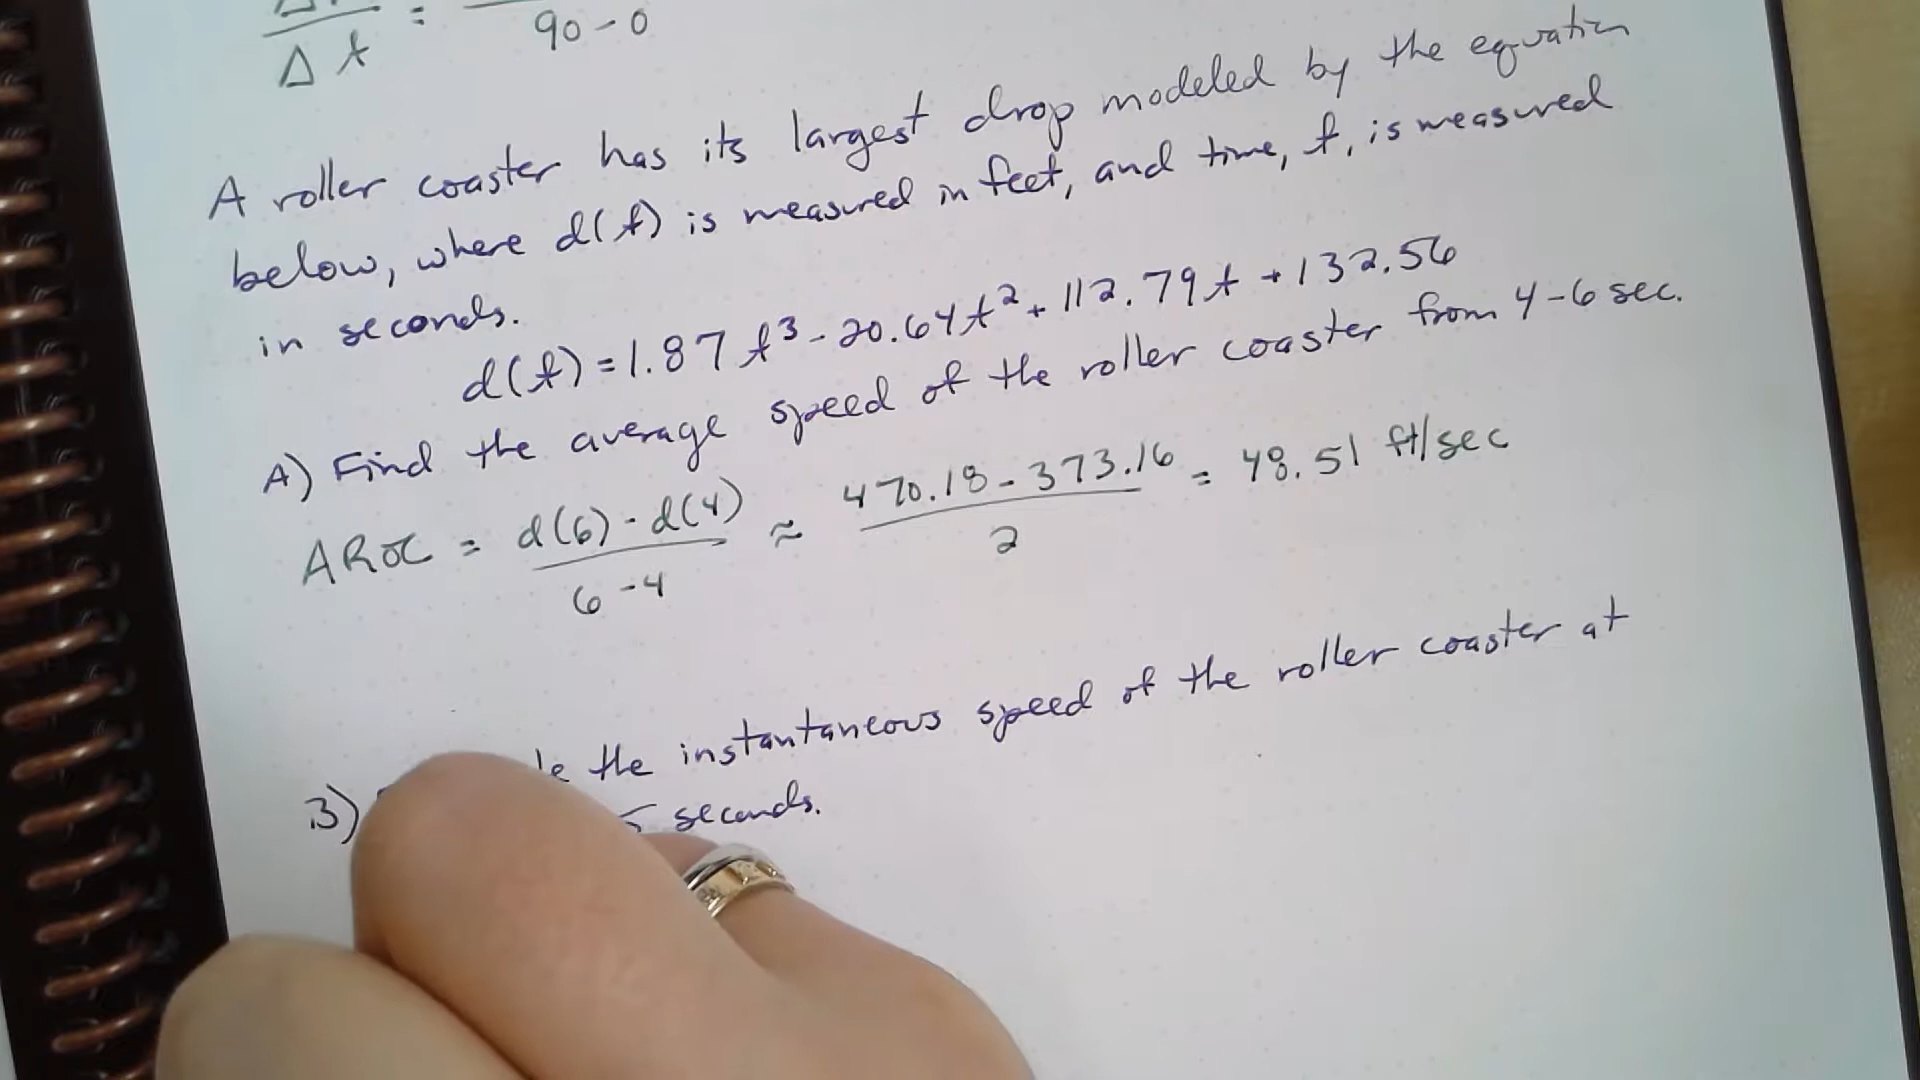 Δt = 90 - 0
A roller coaster has its largest drop modeled by the equation
below, where d(t) is measured in feet, and time, t, is measured
in seconds.
d(t) = 1.87t³ - 20.64t² + 112.79t + 132.56
A) Find the average speed of the roller coaster from 4-6 sec.
AROC = d(6) - d(4) / 6 - 4 ≈ 470.18 - 373.16 / 2 = 48.51 ft/sec
B) the instantaneous speed of the roller coaster at
seconds.